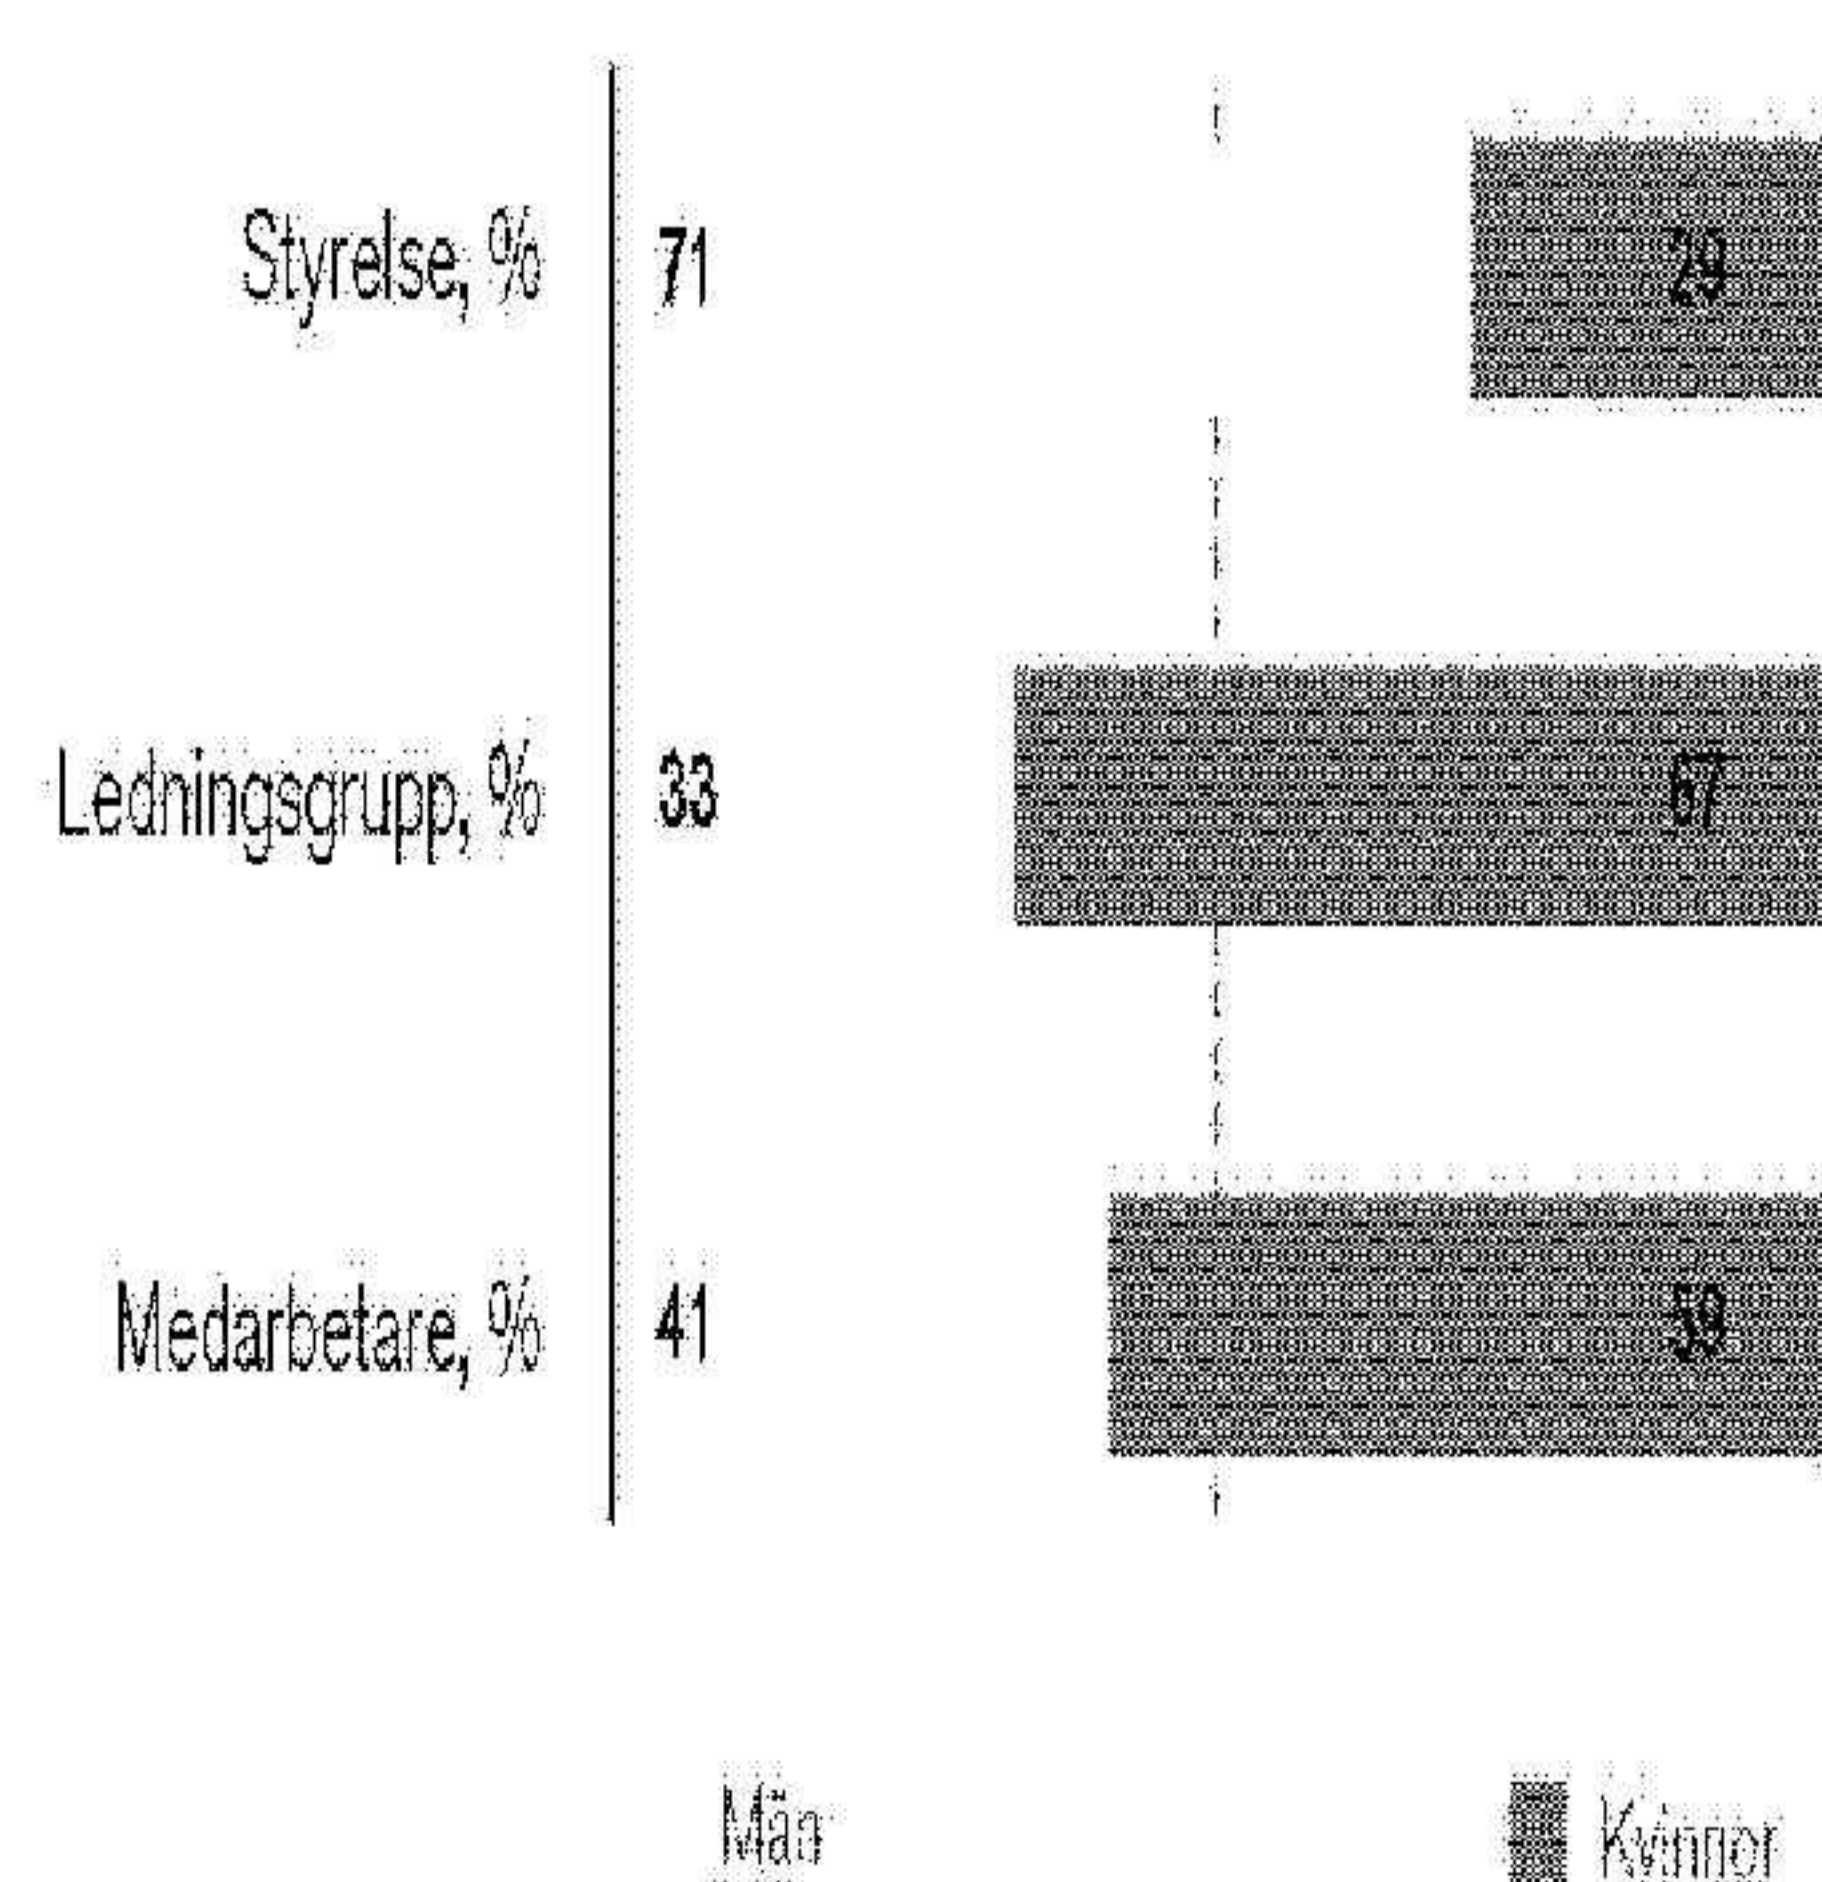 Styrelse, % 71 29
Ledningsgrupp, % 33 67
Medarbetare, % 41 59
Män Kvinnor